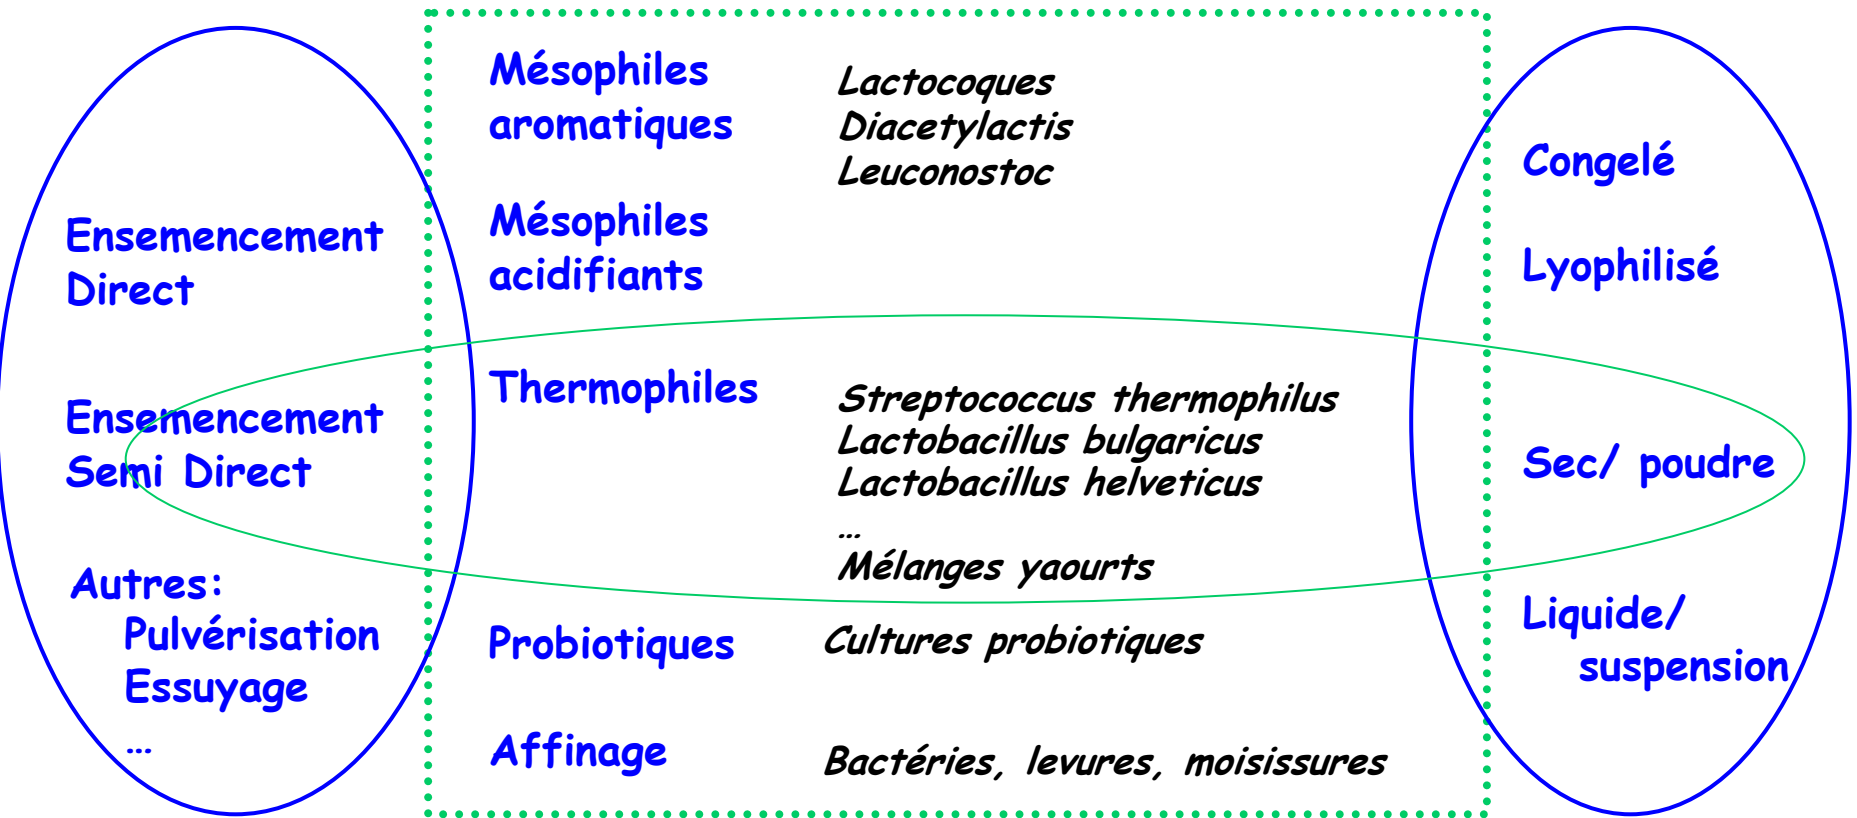 Ensemencement
Direct
Ensemencement
Semi Direct
Autres:
Pulvérisation
Essuyage
...
Mésophiles
aromatiques
Lactocoques
Diacetylactis
Leuconostoc
Mésophiles
acidifiants
Thermophiles
Streptococcus thermophilus
Lactobacillus bulgaricus
Lactobacillus helveticus
...
Mélanges yaourts
Probiotiques
Cultures probiotiques
Affinage
Bactéries, levures, moisissures
Congelé
Lyophilisé
Sec/ poudre
Liquide/
suspension